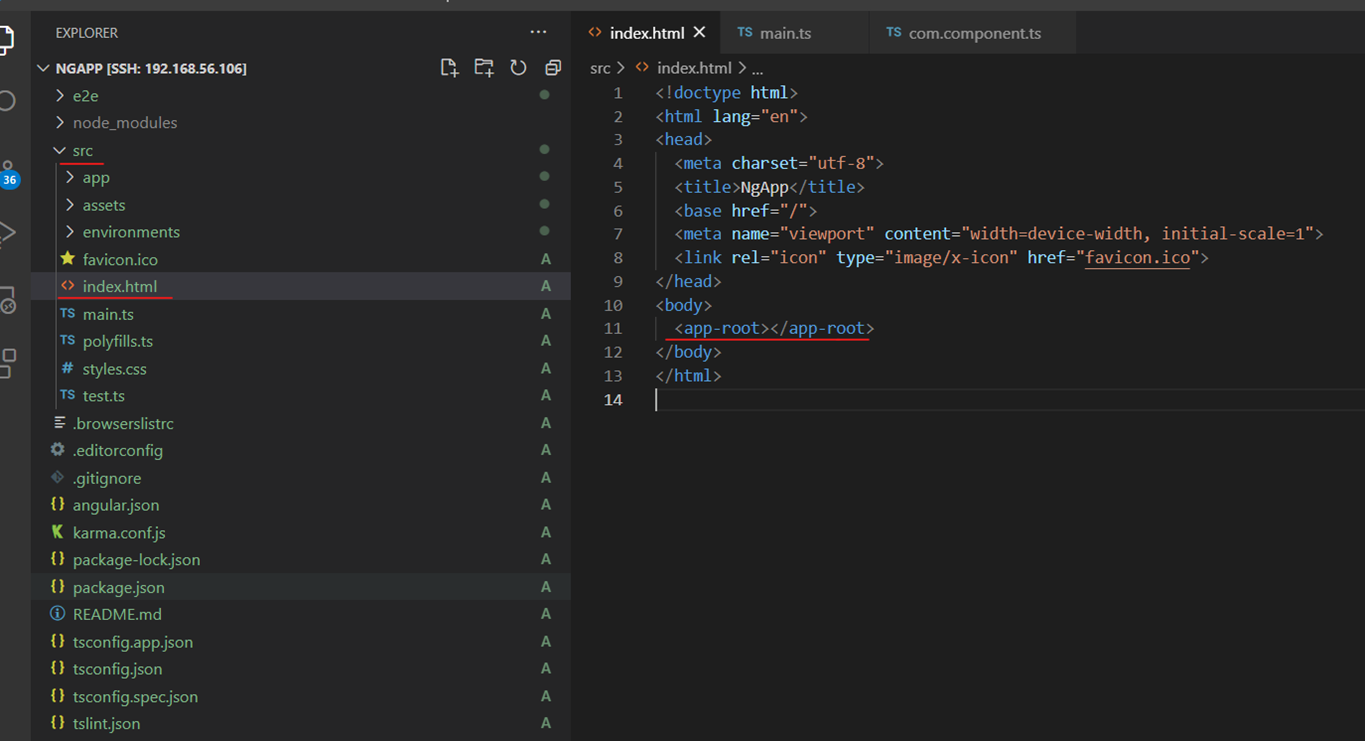 EXPLORER
···
NGAPP [SSH: 192.168.56.106]
e2e
node_modules
src
app
assets
environments
favicon.ico A
index.html A
TS main.ts A
TS polyfills.ts A
# styles.css A
TS test.ts A
.browserslistrc A
.editorconfig A
.gitignore A
{} angular.json A
K karma.conf.js A
{} package-lock.json A
{} package.json A
README.md A
{} tsconfig.app.json A
{} tsconfig.json A
{} tsconfig.spec.json A
{} tslint.json A
36
<> index.html × TS main.ts TS com.component.ts
src > <> index.html > ...
1 <!doctype html>
2 <html lang="en">
3 <head>
4 <meta charset="utf-8">
5 <title>NgApp</title>
6 <base href="/">
7 <meta name="viewport" content="width=device-width, initial-scale=1">
8 <link rel="icon" type="image/x-icon" href="favicon.ico">
9 </head>
10 <body>
11 <app-root></app-root>
12 </body>
13 </html>
14